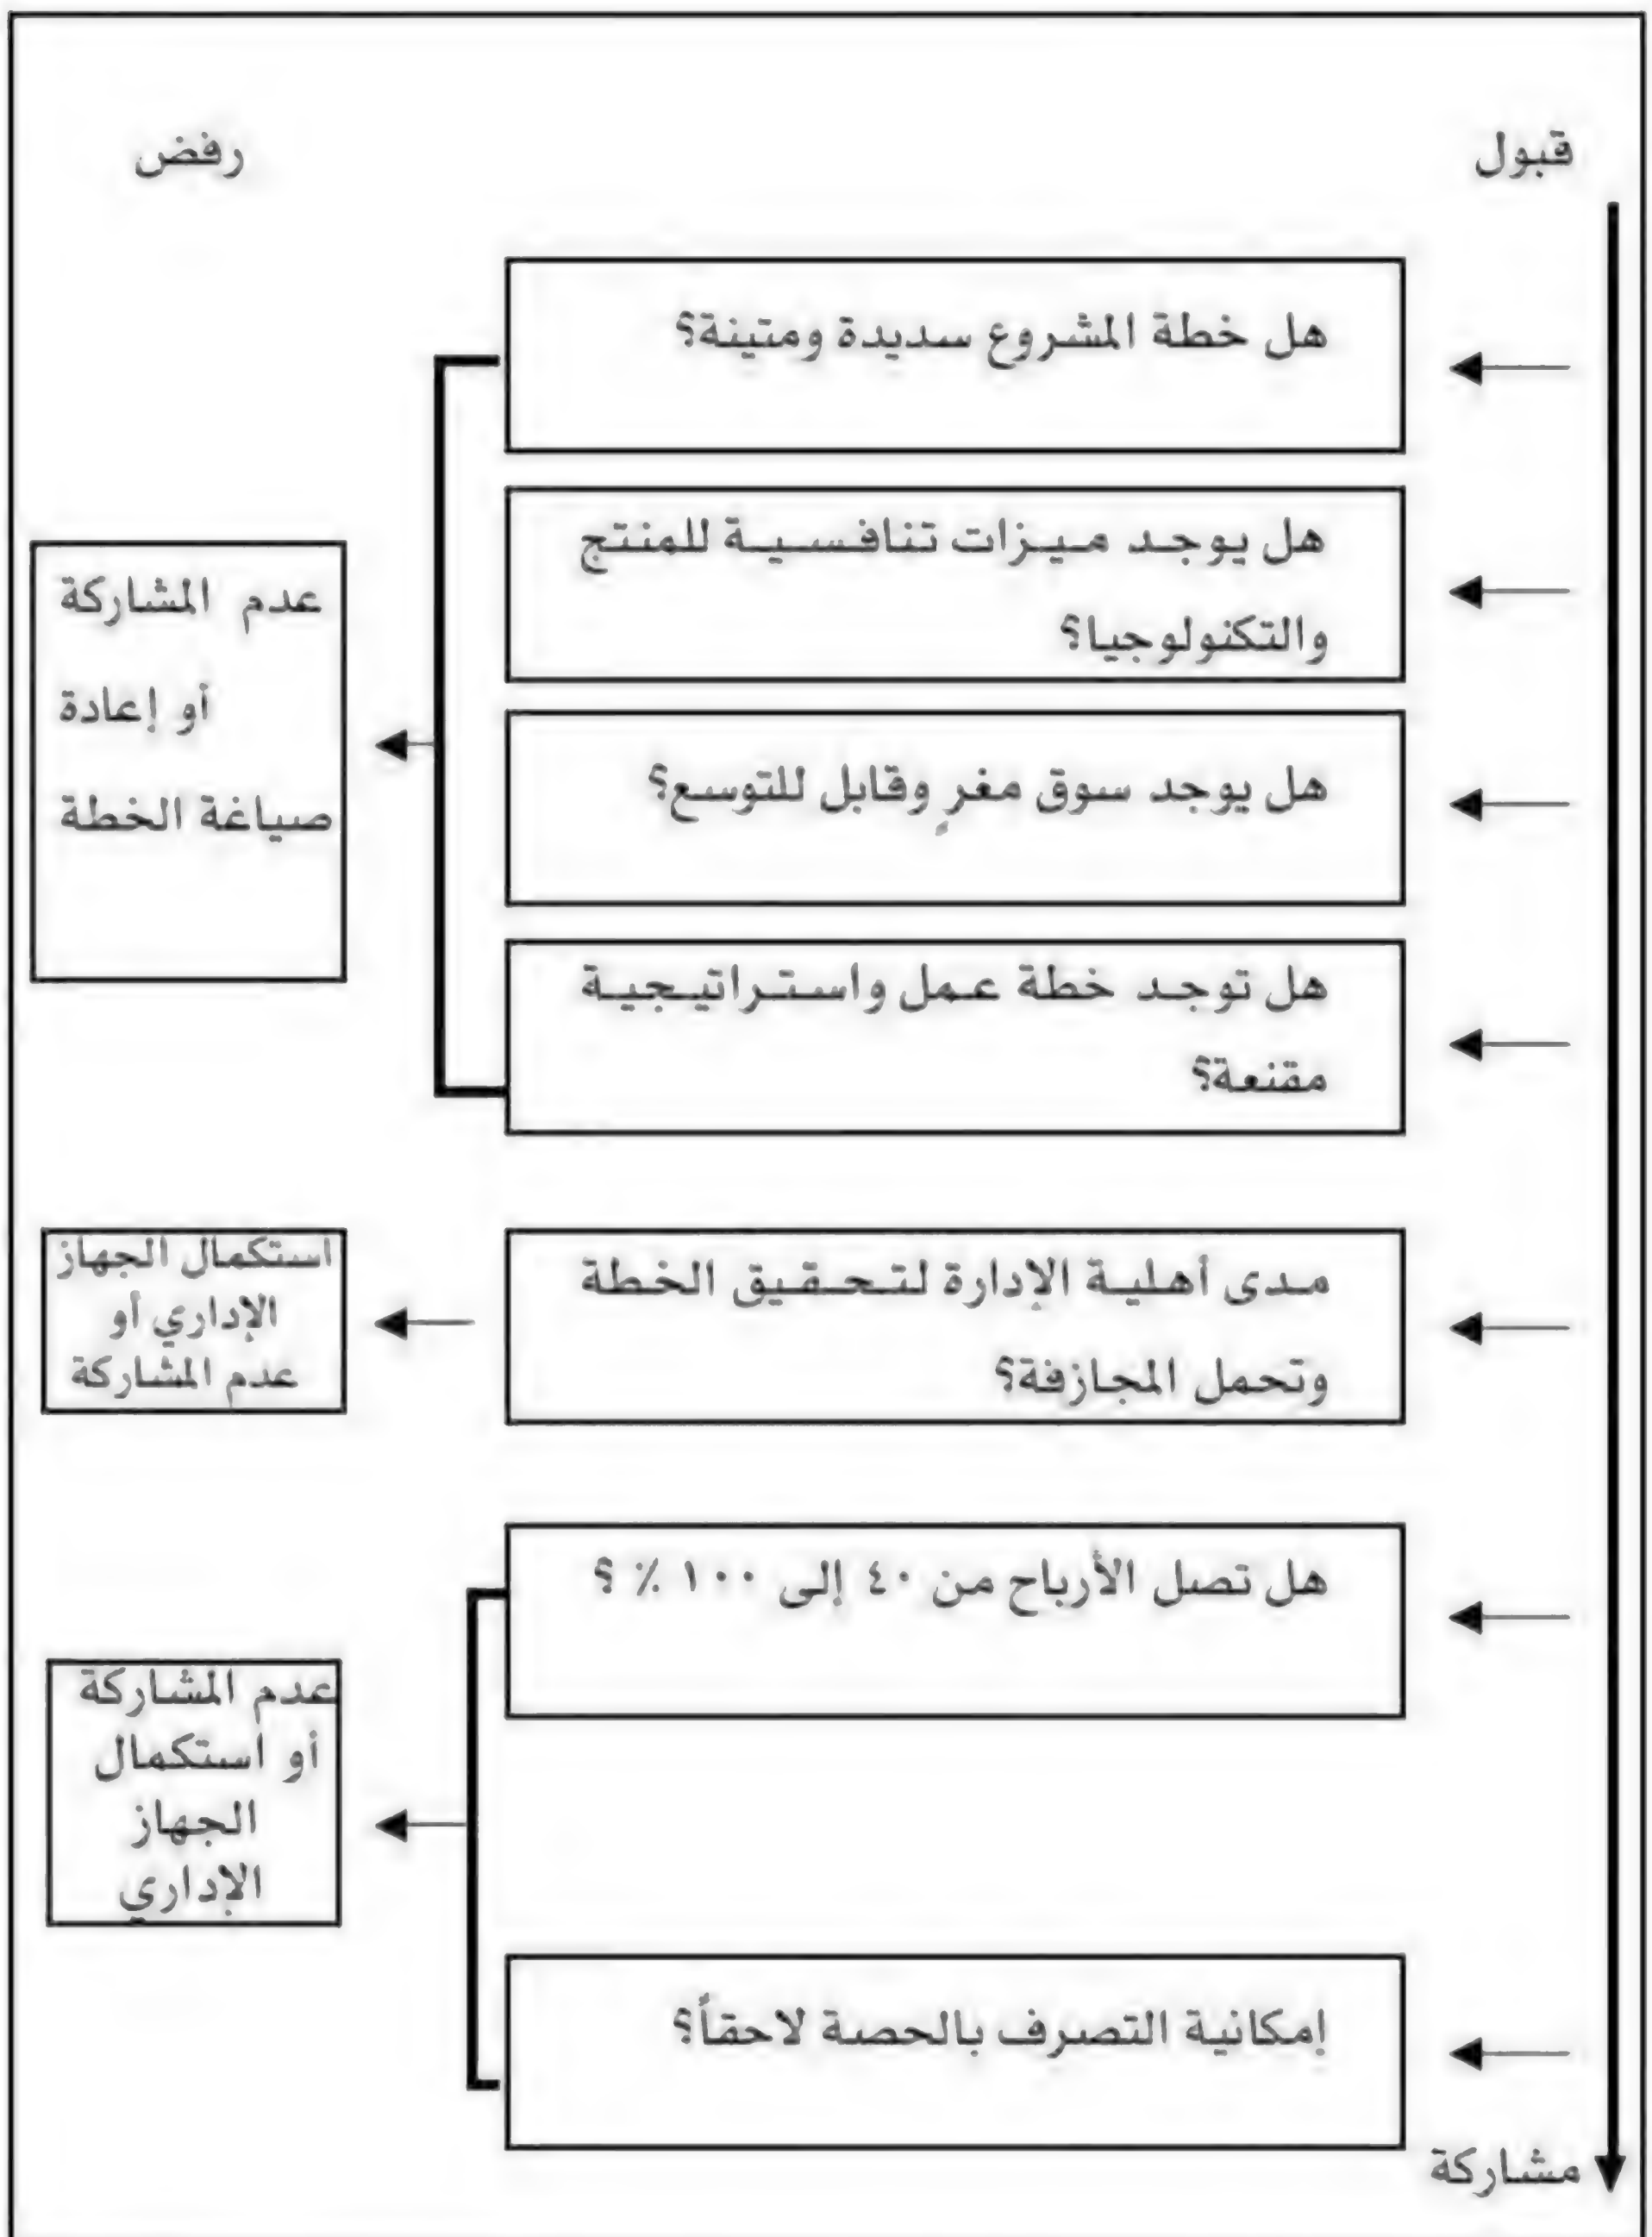 قبول
رفض
هل خطة المشروع سديدة ومتينة؟
هل يوجد ميزات تنافسية للمنتج
والتكنولوجيا؟
هل يوجد سوق مغرٍ وقابل للتوسع؟
هل توجد خطة عمل واستراتيجية
مقنعة؟
عدم المشاركة
أو إعادة
صياغة الخطة
مدى أهلية الإدارة لتحقيق الخطة
وتحمل المجازفة؟
استكمال الجهاز
الإداري أو
عدم المشاركة
هل تصل الأرباح من ٤٠ إلى ١٠٠ ٪ ؟
إمكانية التصرف بالحصة لاحقاً؟
عدم المشاركة
أو استكمال
الجهاز
الإداري
مشاركة